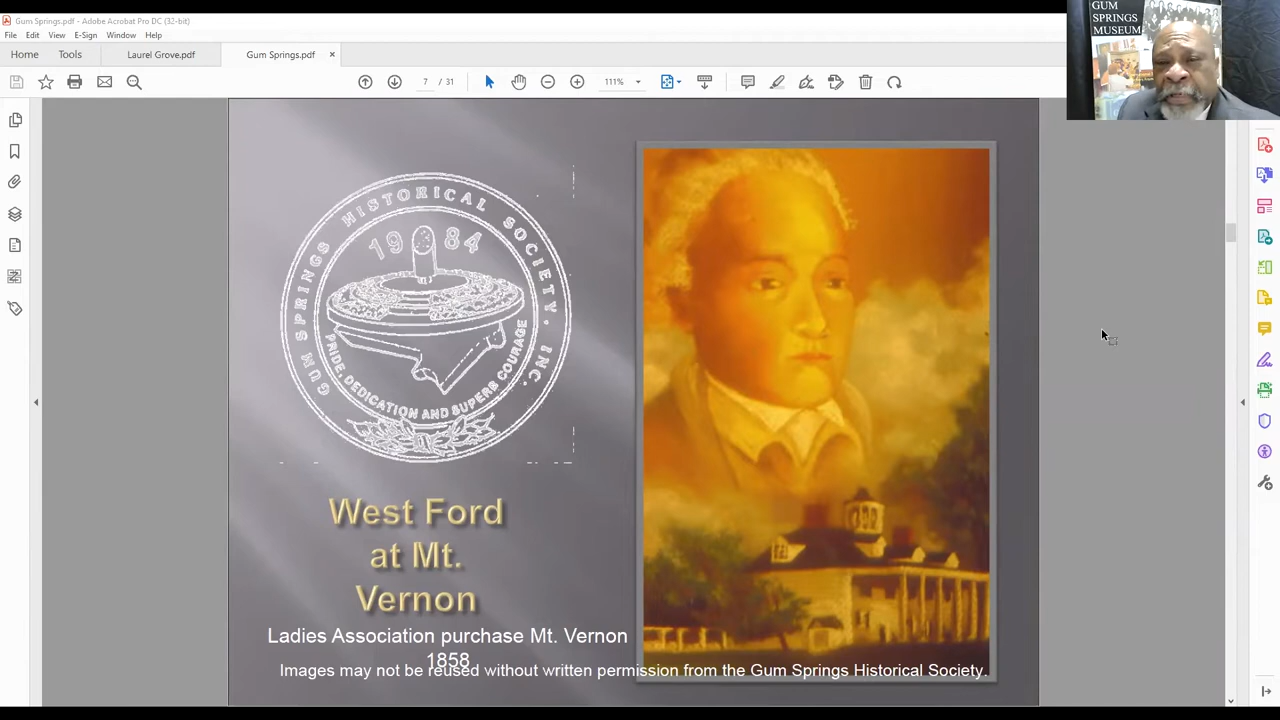 Gum Springs.pdf - Adobe Acrobat Pro DC (32-bit)
File Edit View E-Sign Window Help
Home Tools Laurel Grove.pdf Gum Springs.pdf ×
7 / 31 111%
GUM
SPRINGS
MUSEUM
GUM SPRINGS HISTORICAL SOCIETY, INC.
1984
PRIDE, DEDICATION AND SUPERB COURAGE
West Ford
at Mt.
Vernon
Ladies Association purchase Mt. Vernon
1858
Images may not be reused without written permission from the Gum Springs Historical Society.